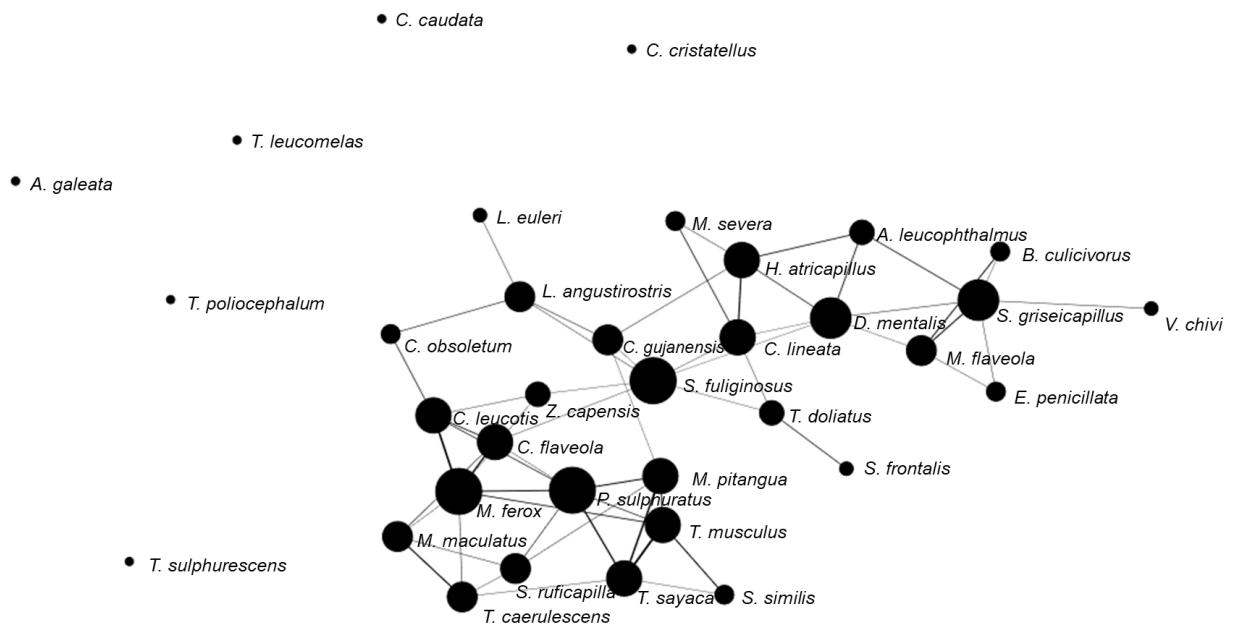 C. caudata
C. cristatellus
T. leucomelas
A. galeata
L. euleri
M. severa
A. leucophthalmus
B. culicivorus
H. atricapillus
L. angustirostris
T. poliocephalum
S. griseicapillus
V. chivi
D. mentalis
C. obsoletum
C. gujanensis
C. lineata
M. flaveola
S. fuliginosus
E. penicillata
Z. capensis
C. leucotis
T. doliatus
C. flaveola
S. frontalis
M. pitangua
P. sulphuratus
M. ferox
T. musculus
M. maculatus
T. sulphurescens
S. ruficapilla
T. sayaca
S. similis
T. caerulescens